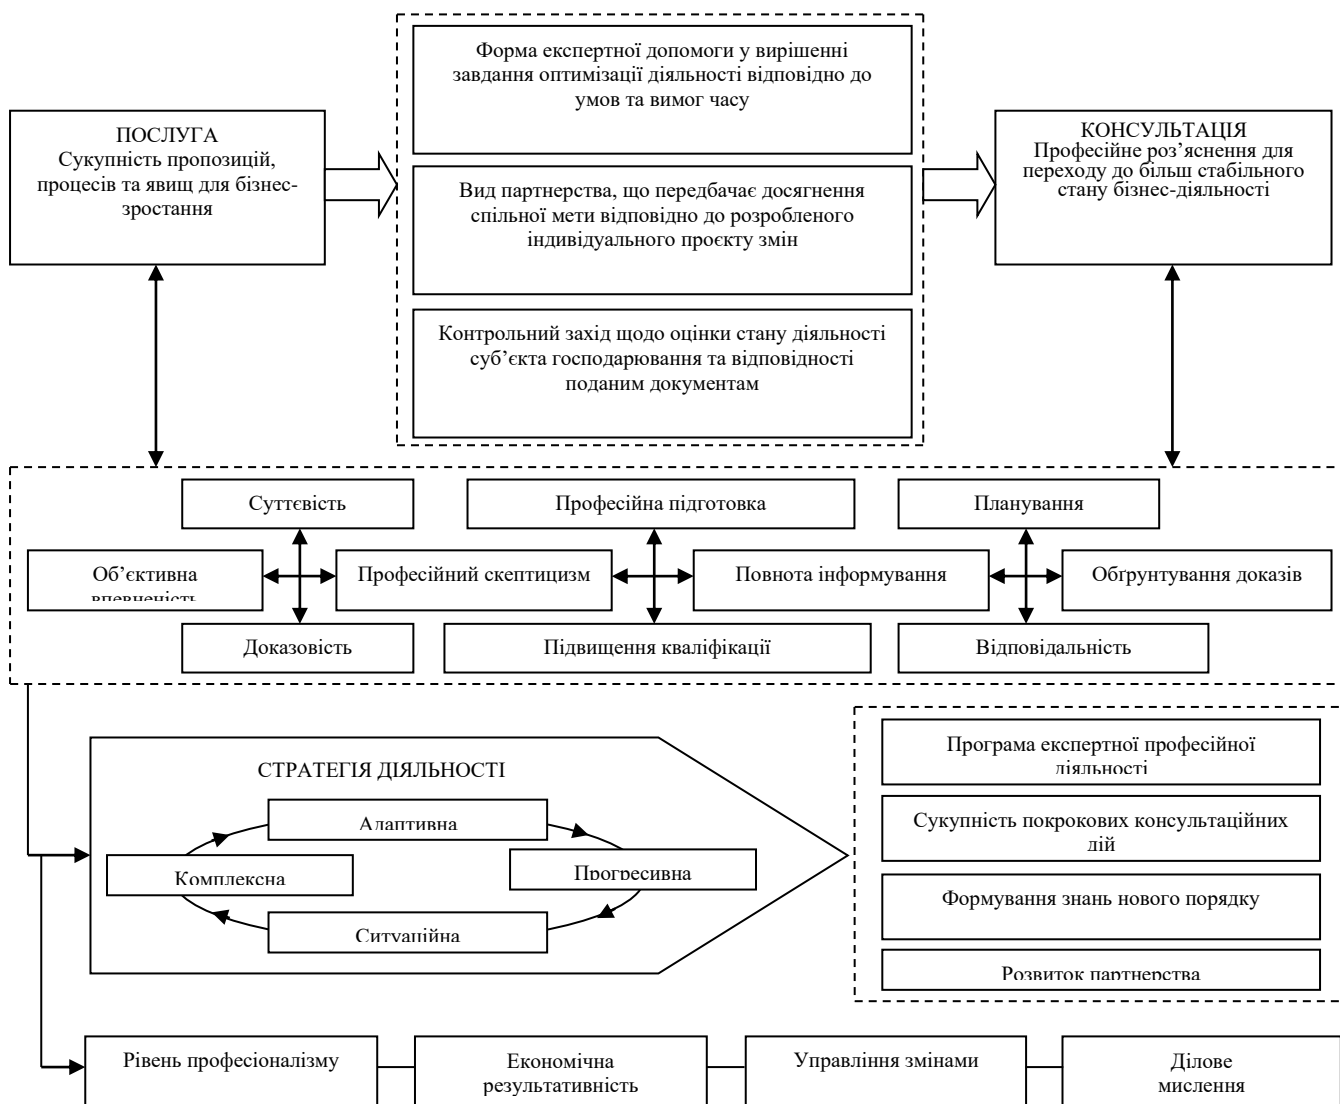 Форма експертної допомоги у вирішенні
завдання оптимізації діяльності відповідно до
умов та вимог часу
ПОСЛУГА
Сукупність пропозицій,
процесів та явищ для бізнес-
зростання
Вид партнерства, що передбачає досягнення
спільної мети відповідно до розробленого
індивідуального проєкту змін
КОНСУЛЬТАЦІЯ
Професійне роз’яснення для
переходу до більш стабільного
стану бізнес-діяльності
Контрольний захід щодо оцінки стану діяльності
суб’єкта господарювання та відповідності
поданим документам
Суттєвість
Професійна підготовка
Планування
Об’єктивна
впевненість
Професійний скептицизм
Повнота інформування
Обґрунтування доказів
Доказовість
Підвищення кваліфікації
Відповідальність
СТРАТЕГІЯ ДІЯЛЬНОСТІ
Адаптивна
Комплексна
Прогресивна
Ситуаційна
Програма експертної професійної
діяльності
Сукупність покрокових консультаційних
дій
Формування знань нового порядку
Розвиток партнерства
Рівень професіоналізму
Економічна
результативність
Управління змінами
Ділове
мислення